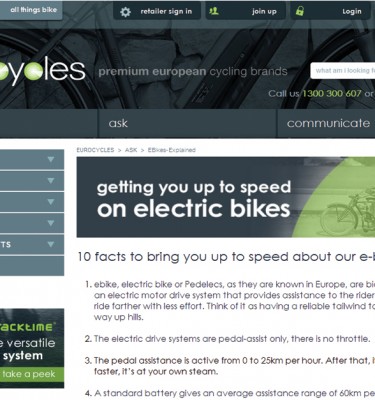 all things bike
retailer sign in
join up
Login
cycles
premium european cycling brands
what am i looking f
Call us 1300 300 607 or
ask
communicate
EUROCYCLES > ASK > EBikes-Explained
getting you up to speed
on electric bikes
10 facts to bring you up to speed about our e-b
1. ebike, electric bike or Pedelecs, as they are known in Europe, are bi
an electric motor drive system that provides assistance to the rider
ride farther with less effort. Think of it as having a reliable tailwind to
way up hills.
TS
2. The electric drive systems are pedal-assist only, there is no throttle.
3. The pedal assistance is active from 0 to 25km per hour. After that, i
faster, it's at your own steam.
4. A standard battery gives an average assistance range of 60km pe
racktime
e versatile
system
take a peek